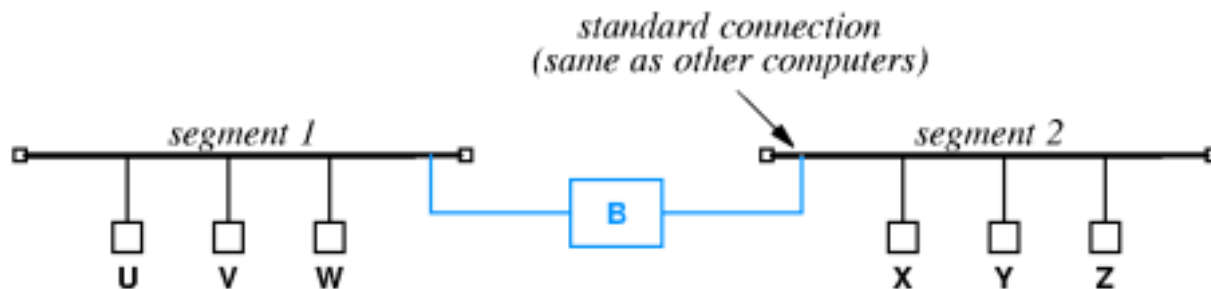 standard connection
(same as other computers)
segment 1
segment 2
B
U V W
X Y Z